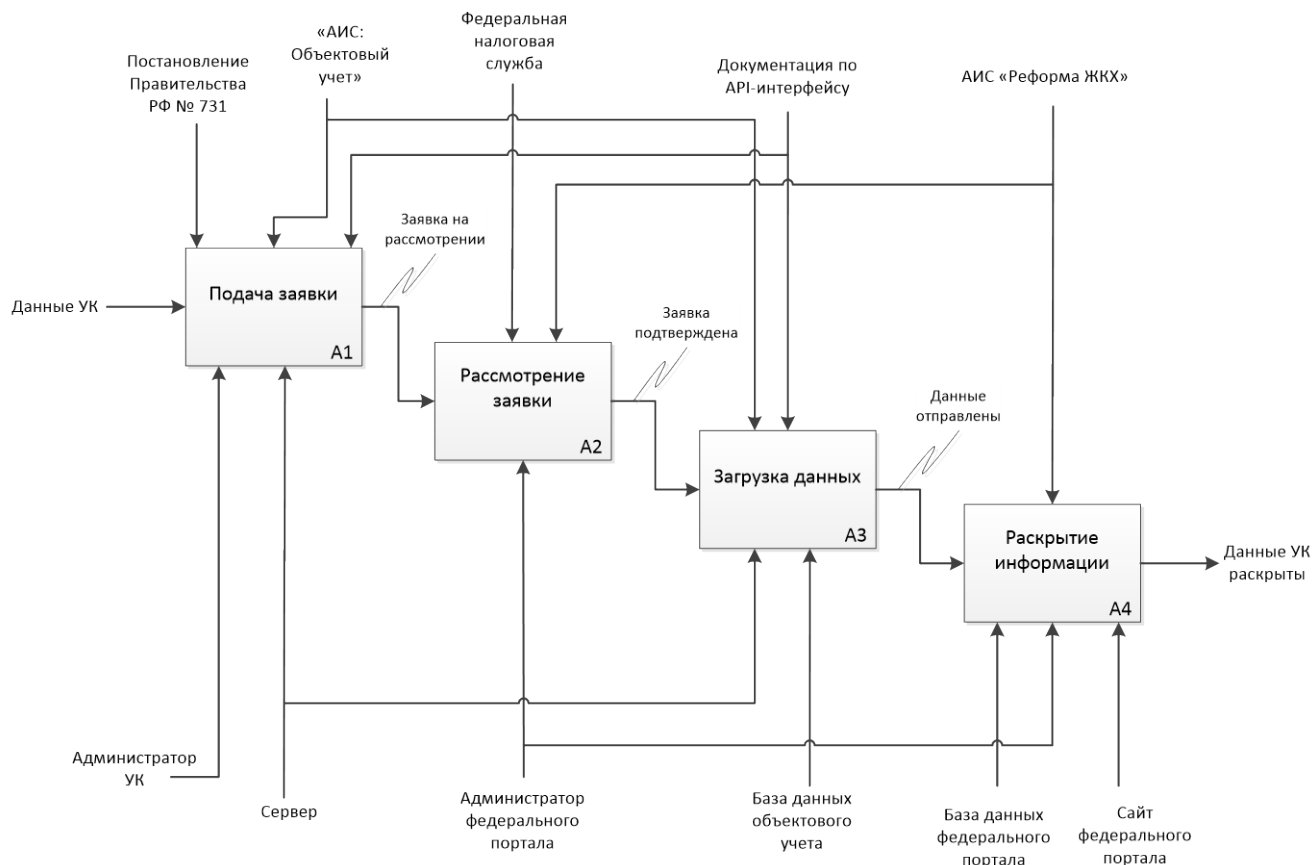 Федеральная
налоговая
служба
«АИС:
Объектовый
учет»
Постановление
Правительства
РФ № 731
Документация по
API-интерфейсу
АИС «Реформа ЖКХ»
Заявка на
рассмотрении
Данные УК
Подача заявки
A1
Заявка
подтверждена
Рассмотрение
заявки
A2
Данные
отправлены
Загрузка данных
A3
Раскрытие
информации
A4
Данные УК
раскрыты
Администратор
УК
Сервер
Администратор
федерального
портала
База данных
объектового
учета
База данных
федерального
портала
Сайт
федерального
портала